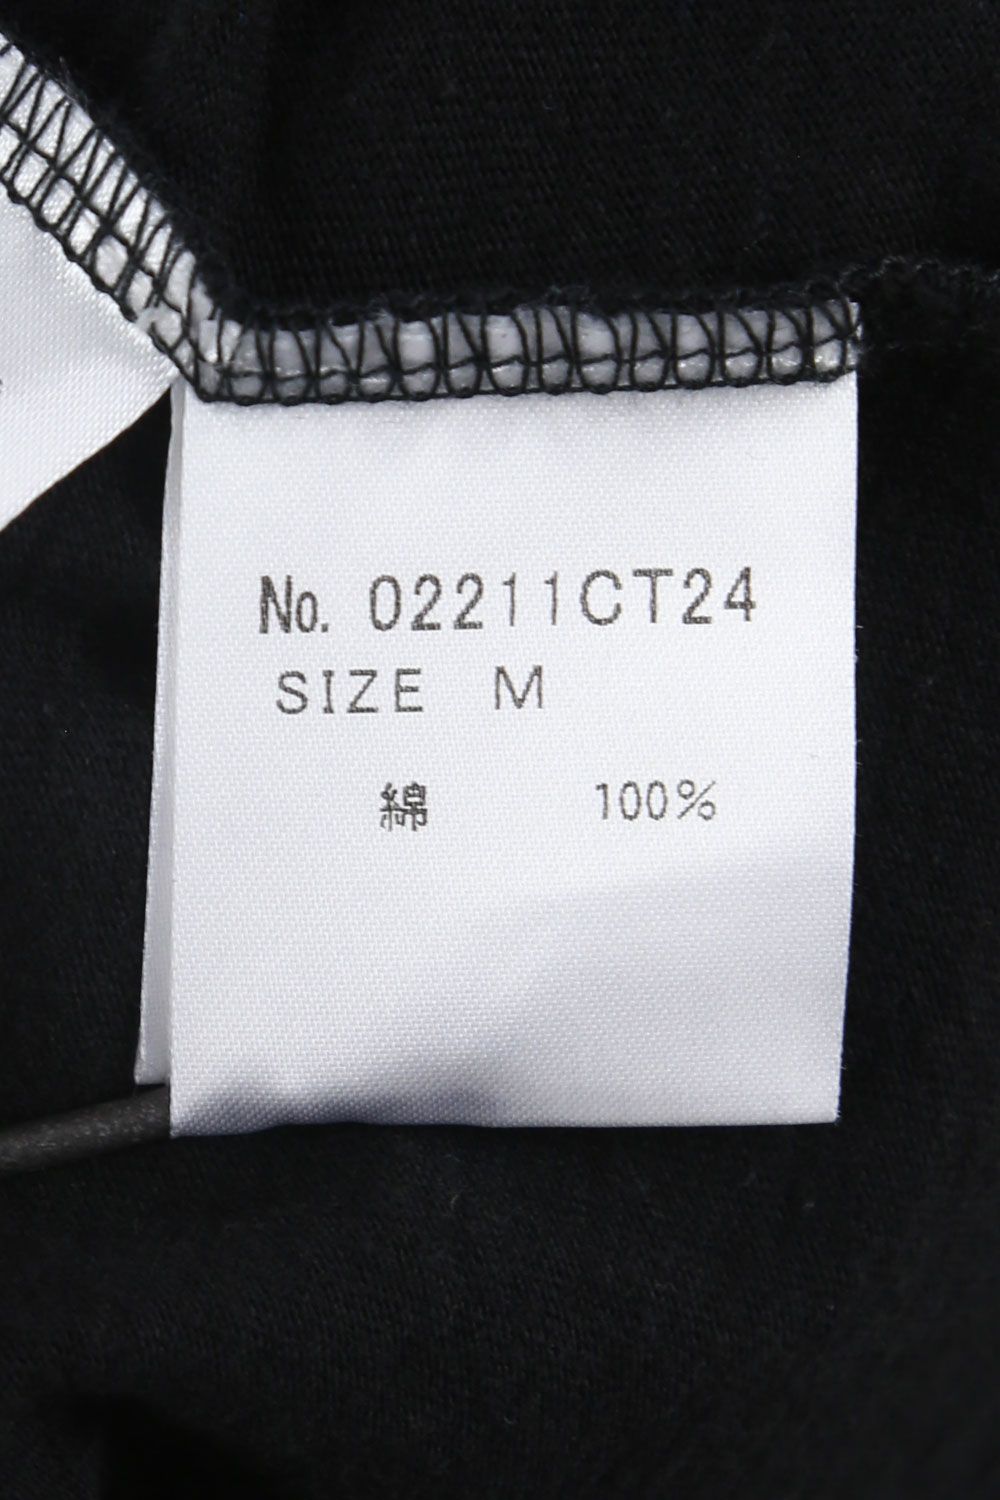 No. 02211CT24
SIZE M
綿 100%